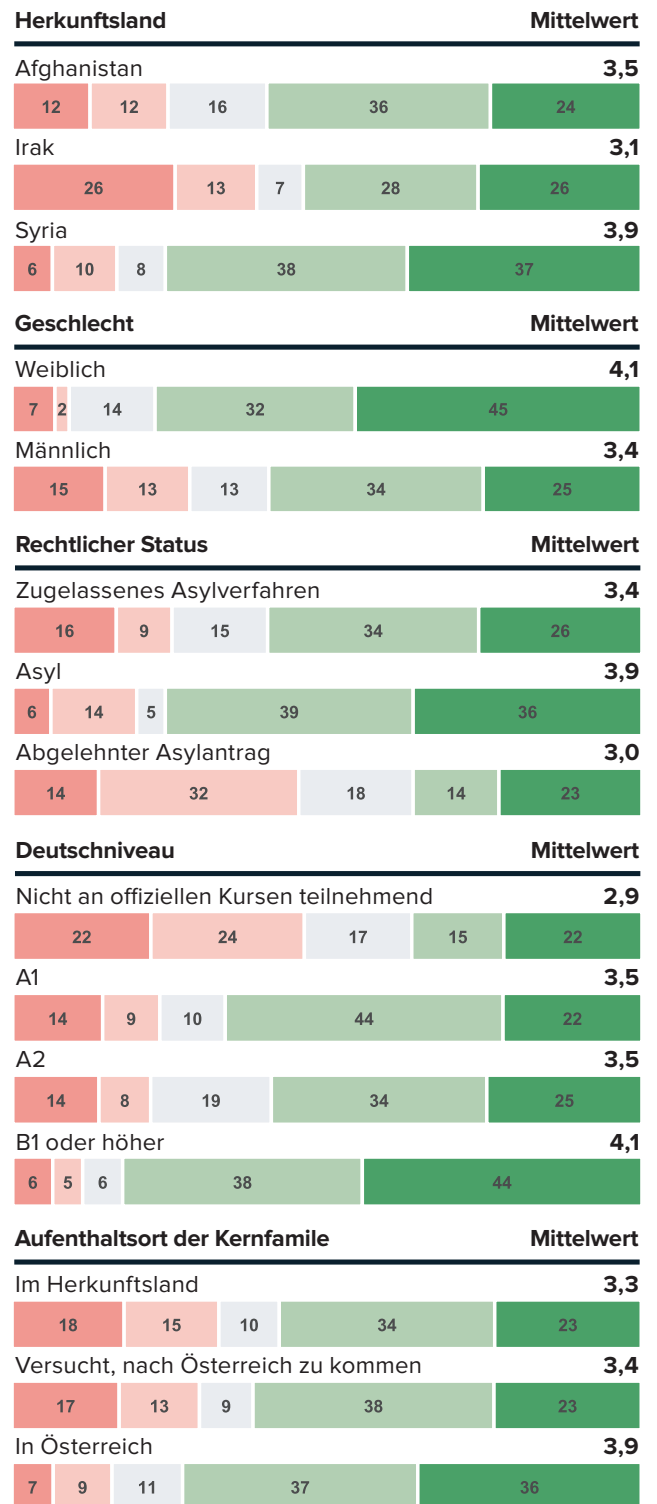 Herkunftsland Mittelwert
Afghanistan 3,5
12 12 16 36 24
Irak 3,1
26 13 7 28 26
Syria 3,9
6 10 8 38 37
Geschlecht Mittelwert
Weiblich 4,1
7 2 14 32 45
Männlich 3,4
15 13 13 34 25
Rechtlicher Status Mittelwert
Zugelassenes Asylverfahren 3,4
16 9 15 34 26
Asyl 3,9
6 14 5 39 36
Abgelehnter Asylantrag 3,0
14 32 18 14 23
Deutschniveau Mittelwert
Nicht an offiziellen Kursen teilnehmend 2,9
22 24 17 15 22
A1 3,5
14 9 10 44 22
A2 3,5
14 8 19 34 25
B1 oder höher 4,1
6 5 6 38 44
Aufenthaltsort der Kernfamile Mittelwert
Im Herkunftsland 3,3
18 15 10 34 23
Versucht, nach Österreich zu kommen 3,4
17 13 9 38 23
In Österreich 3,9
7 9 11 37 36